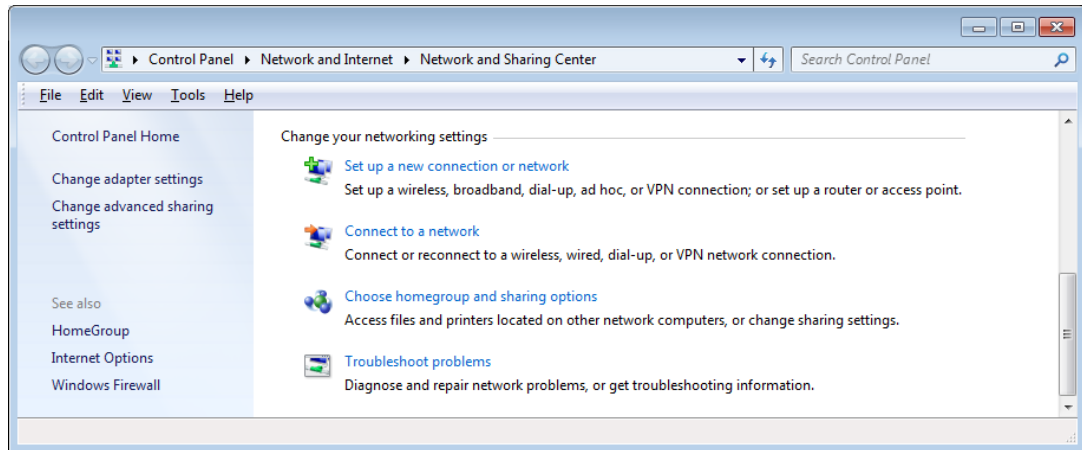 Control Panel Network and Internet Network and Sharing Center Search Control Panel
File Edit View Tools Help
Control Panel Home
Change adapter settings
Change advanced sharing
settings
See also
HomeGroup
Internet Options
Windows Firewall
Change your networking settings
Set up a new connection or network
Set up a wireless, broadband, dial-up, ad hoc, or VPN connection; or set up a router or access point.
Connect to a network
Connect or reconnect to a wireless, wired, dial-up, or VPN network connection.
Choose homegroup and sharing options
Access files and printers located on other network computers, or change sharing settings.
Troubleshoot problems
Diagnose and repair network problems, or get troubleshooting information.